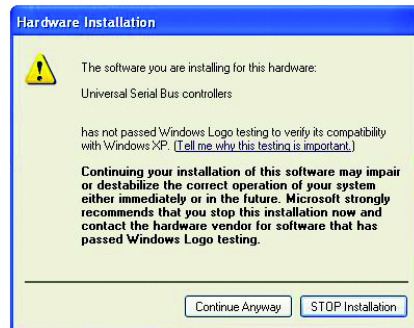 Hardware Installation
The software you are installing for this hardware:
Universal Serial Bus controllers
has not passed Windows Logo testing to verify its compatibility
with Windows XP. (Tell me why this testing is important.)
Continuing your installation of this software may impair
or destabilize the correct operation of your system
either immediately or in the future. Microsoft strongly
recommends that you stop this installation now and
contact the hardware vendor for software that has
passed Windows Logo testing.
Continue Anyway
STOP Installation